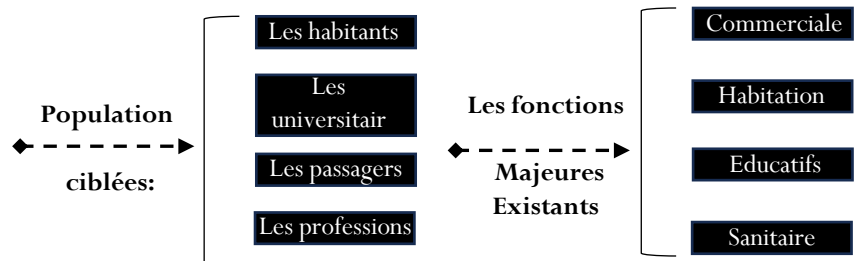 Population
ciblées:
Les habitants
Les
universitair
Les passagers
Les professions
Les fonctions
Majeures
Existants
Commerciale
Habitation
Educatifs
Sanitaire